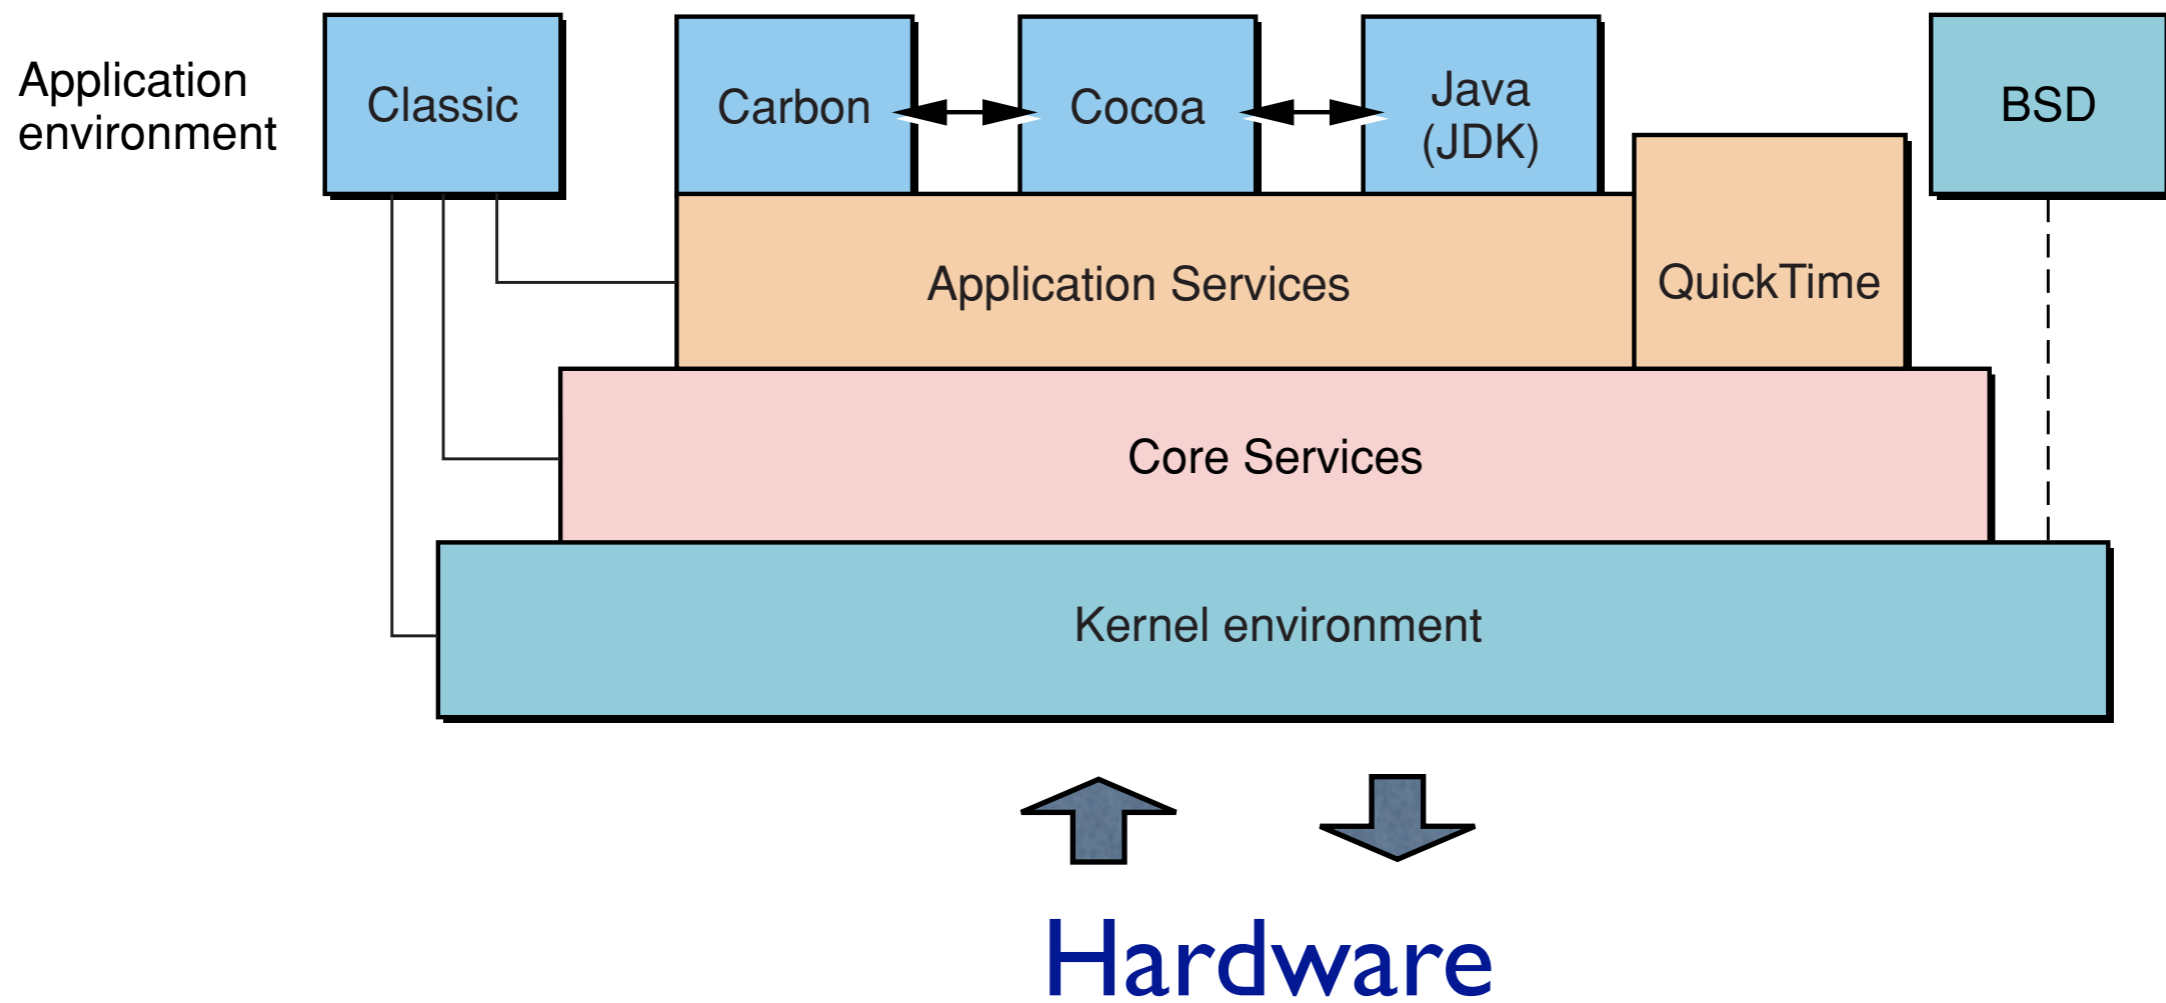 Application
environment
Classic
Carbon
Cocoa
Java
(JDK)
BSD
Application Services
QuickTime
Core Services
Kernel environment
Hardware